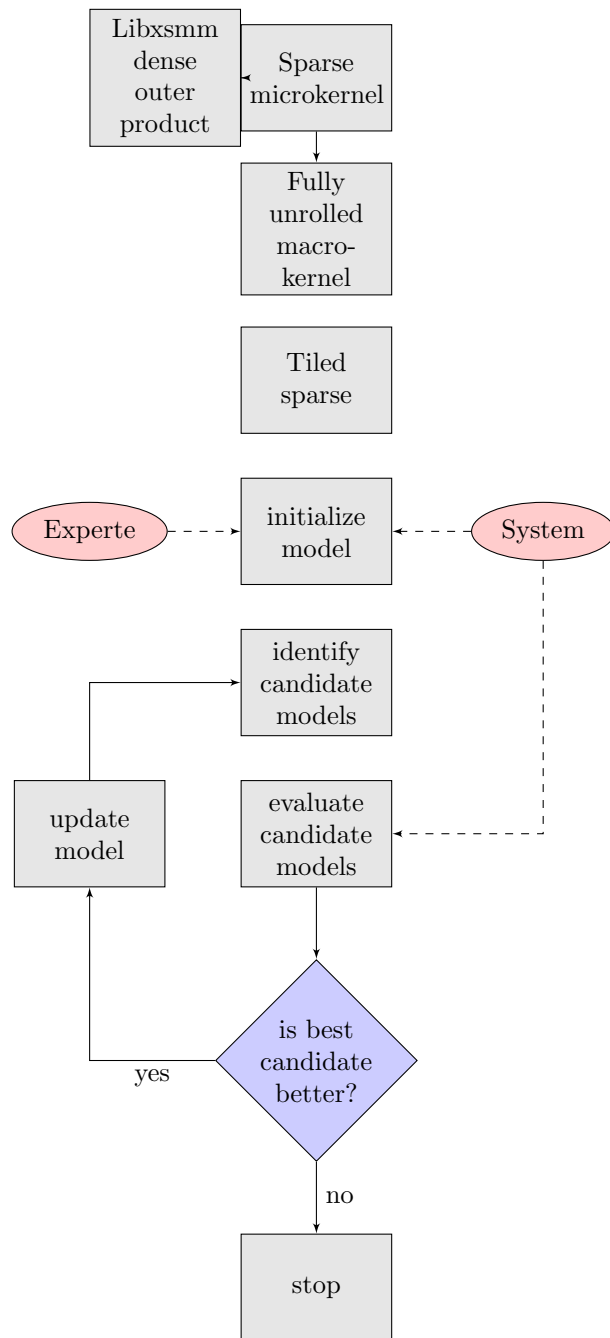 Libxsmm
dense
outer
product
Sparse
microkernel
Fully
unrolled
macro-
kernel
Tiled
sparse
Experte
initialize
model
System
identify
candidate
models
update
model
evaluate
candidate
models
is best
candidate
better?
yes
no
stop